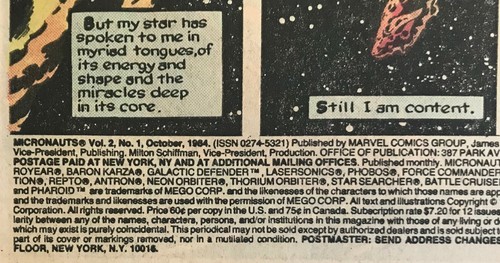 But my star has
spoken to me in
myriad tongues, of
its energy and
shape and the
miracles deep
in its core.
Still I am content.
MICRONAUTS® Vol. 2, No. 1, October, 1984. (ISSN 0274-5321) Published by MARVEL COMICS GROUP, James
Vice-President, Publishing. Milton Schiffman, Vice-President, Production. OFFICE OF PUBLICATION: 387 PARK AV
POSTAGE PAID AT NEW YORK, NY AND AT ADDITIONAL MAILING OFFICES. Published monthly. MICRONA
ROYEAR®, BARON KARZA®, GALACTIC DEFENDER™, LASERSONICS®, PHOBOS®, FORCE COMMANDER
TION®, REPTO®, ANTRON®, NEON ORBITER®, THORIUM ORBITER®, STAR SEARCHER®, BATTLE CRUISE
and PHAROID™ are trademarks of MEGO CORP. and the likenesses of the characters to which those names are app
and the trademarks and likenesses are used with the permission of MEGO CORP. All text and illustrations Copyright ©
Corporation. All rights reserved. Price 60¢ per copy in the U.S. and 75¢ in Canada. Subscription rate $7.20 for 12 issues
larity between any of the names, characters, persons, and/or institutions in this magazine with those of any living or d
which may exist is purely coincidental. This periodical may not be sold except by authorized dealers and is sold subject t
part of its cover or markings removed, nor in a mutilated condition. POSTMASTER: SEND ADDRESS CHANGES
FLOOR, NEW YORK, N.Y. 10016.